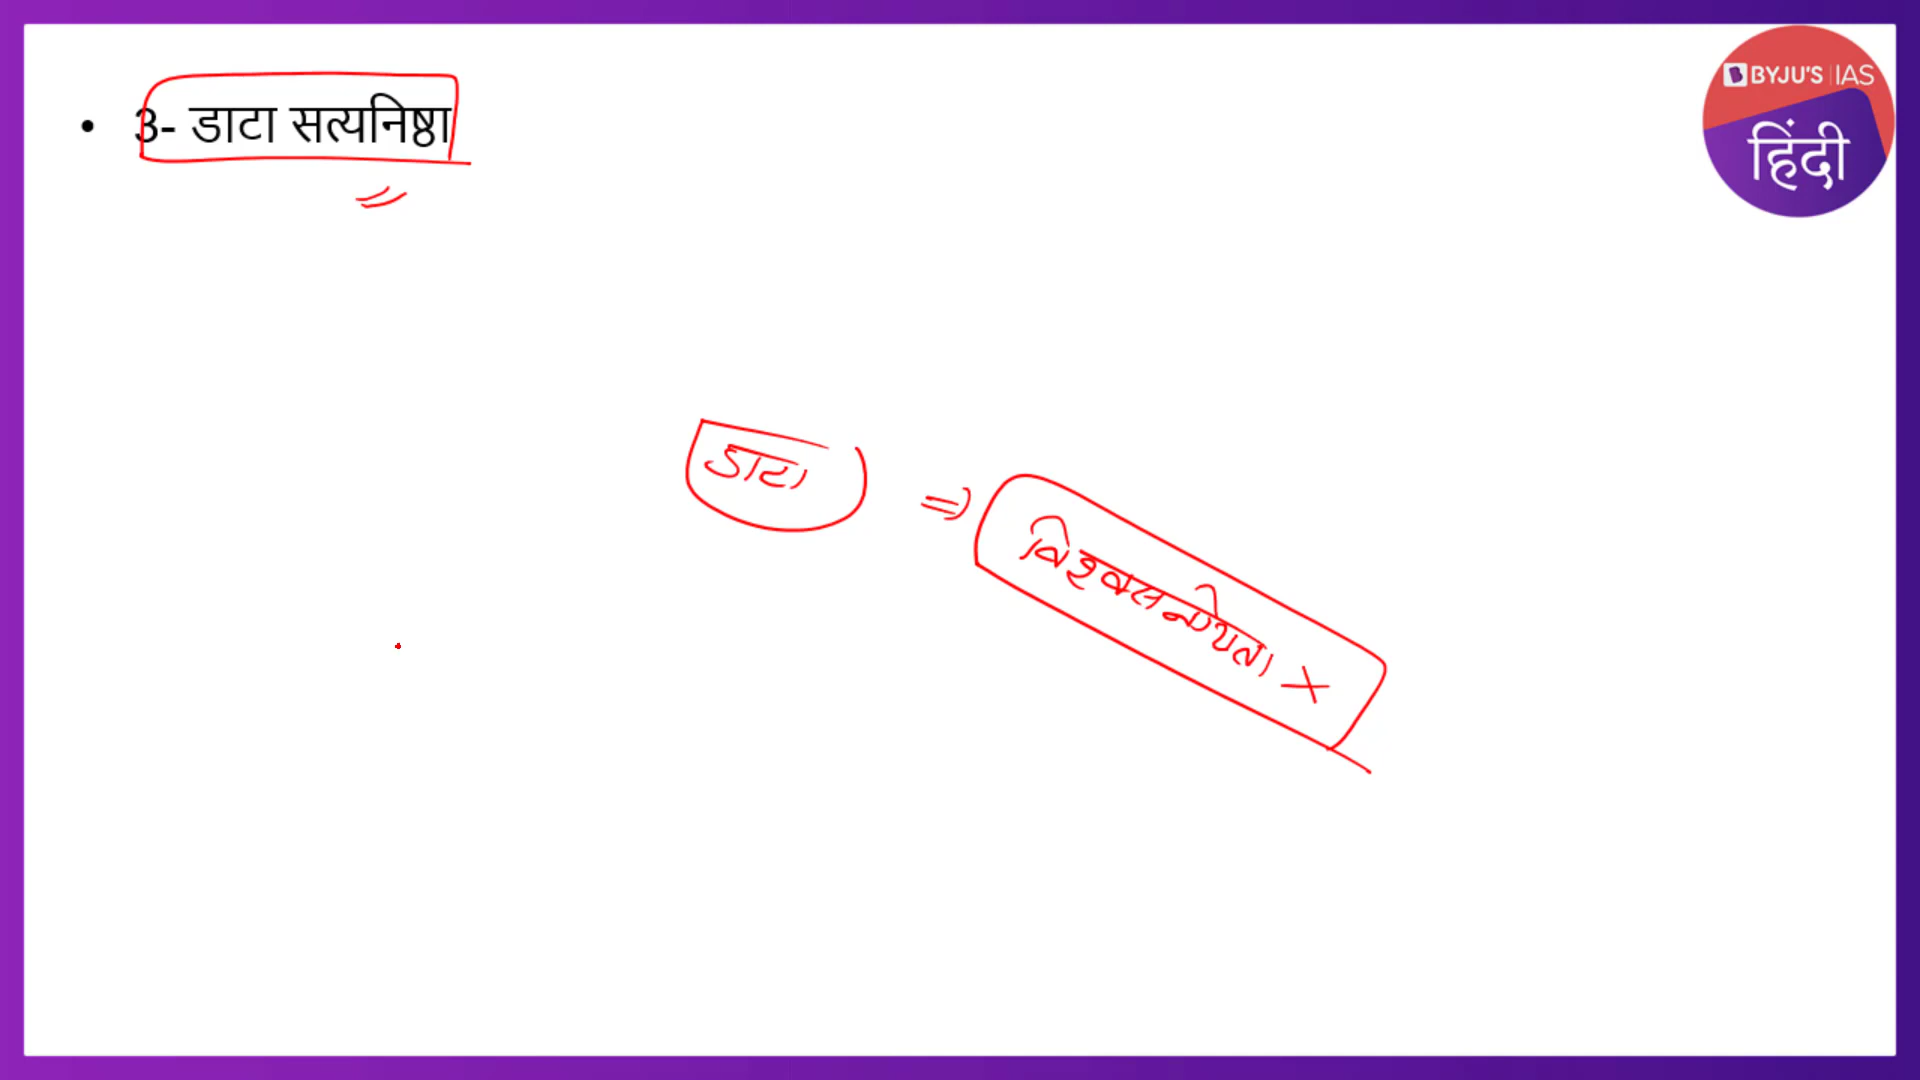 • 3- डाटा सत्यनिष्ठा
BYJU'S IAS
हिंदी
डाटा
⇒ विश्वसनीयता ×